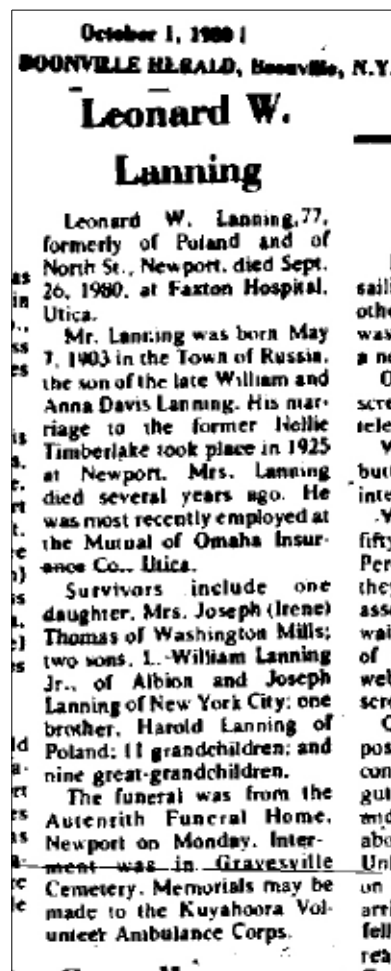 October 1, 1980
BOONVILLE HERALD, Boonville, N.Y.
Leonard W.
Lanning
Leonard W. Lanning, 77,
formerly of Poland and of
North St., Newport, died Sept.
26, 1980, at Faxton Hospital,
Utica.
Mr. Lanning was born May
7, 1903 in the Town of Russia,
the son of the late William and
Anna Davis Lanning. His mar-
riage to the former Nellie
Timberlake took place in 1925
at Newport. Mrs. Lanning
died several years ago. He
was most recently employed at
the Mutual of Omaha Insur-
ance Co., Utica.
Survivors include one
daughter, Mrs. Joseph (Irene)
Thomas of Washington Mills;
two sons, L. William Lanning
Jr., of Albion and Joseph
Lanning of New York City; one
brother, Harold Lanning of
Poland; 11 grandchildren; and
nine great-grandchildren.
The funeral was from the
Autenrith Funeral Home,
Newport on Monday. Inter-
ment was in Gravesville
Cemetery. Memorials may be
made to the Kuyahoora Vol-
unteer Ambulance Corps.